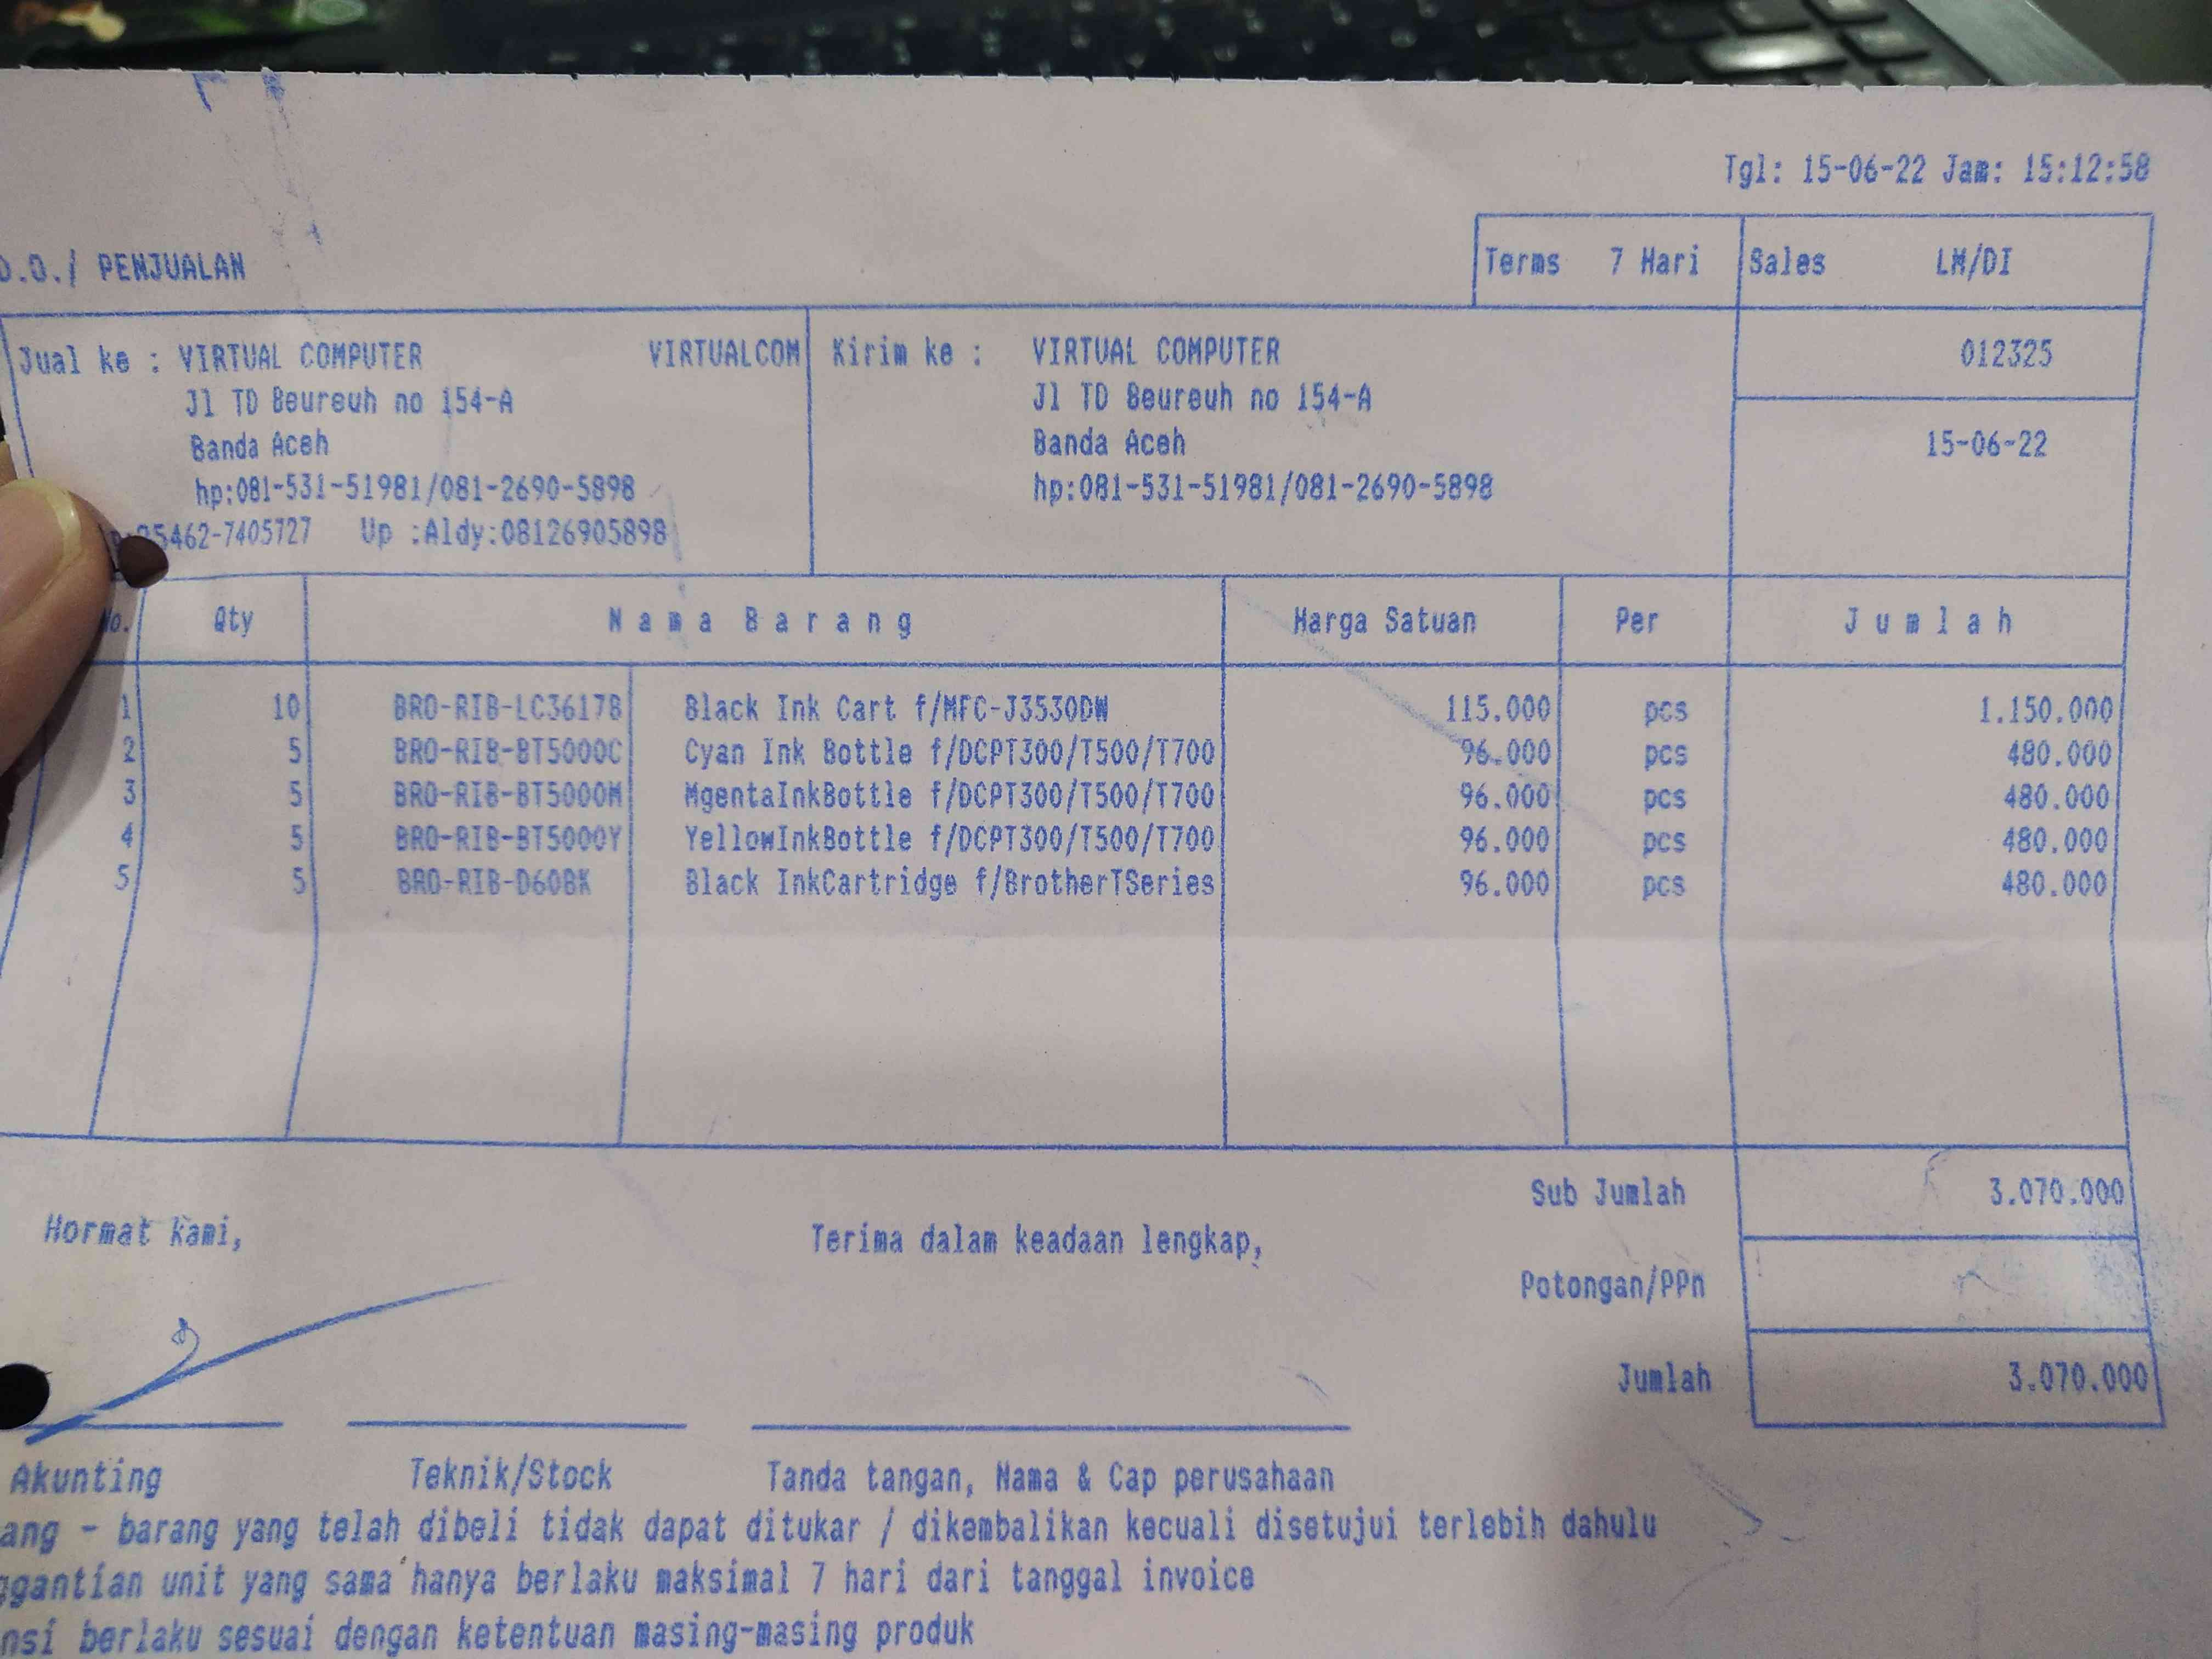 Tgl: 15-06-22 Jam: 15:12:58
D.O./ PENJUALAN
Terms 7 Hari Sales LM/DI
Jual ke : VIRTUAL COMPUTER VIRTUALCOM Kirim ke : VIRTUAL COMPUTER 012325
Jl TD Beureuh no 154-A Jl TD Beureuh no 154-A
Banda Aceh Banda Aceh 15-06-22
hp:081-531-51981/081-2690-5898 hp:081-531-51981/081-2690-5898
5462-7405727 Up :Aldy:08126905898
No. Qty Nama Barang Harga Satuan Per Jumlah
1 10 BRO-RIB-LC3617B Black Ink Cart f/MFC-J3530DW 115.000 pcs 1.150.000
2 5 BRO-RIB-BT5000C Cyan Ink Bottle f/DCPT300/T500/T700 96.000 pcs 480.000
3 5 BRO-RIB-BT5000M MgentaInkBottle f/DCPT300/T500/T700 96.000 pcs 480.000
4 5 BRO-RIB-BT5000Y YellowInkBottle f/DCPT300/T500/T700 96.000 pcs 480.000
5 5 BRO-RIB-D60BK Black InkCartridge f/BrotherTSeries 96.000 pcs 480.000
Sub Jumlah 3.070.000
Hormat kami, Terima dalam keadaan lengkap,
Potongan/PPn
Jumlah 3.070.000
Akunting Teknik/Stock Tanda tangan, Nama & Cap perusahaan
ang - barang yang telah dibeli tidak dapat ditukar / dikembalikan kecuali disetujui terlebih dahulu
ggantian unit yang sama hanya berlaku maksimal 7 hari dari tanggal invoice
nsi berlaku sesuai dengan ketentuan masing-masing produk